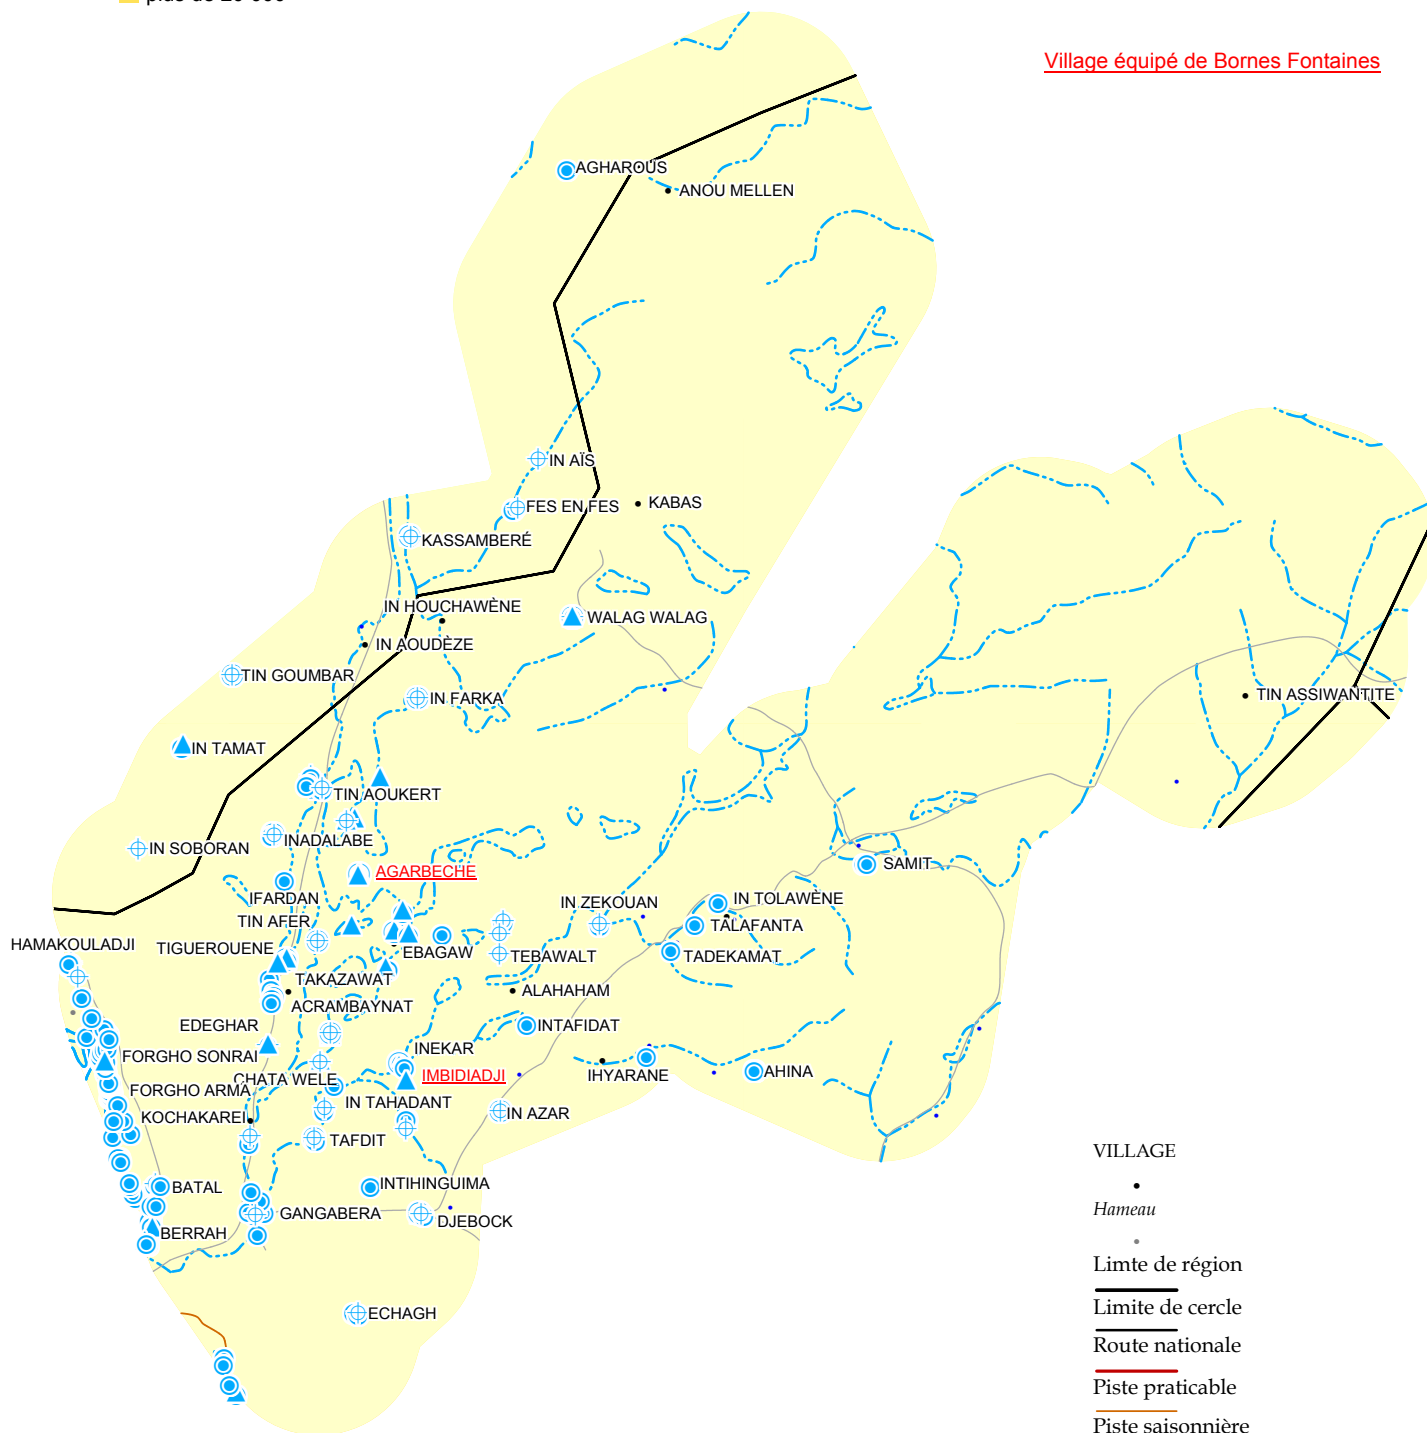 Village équipé de Bornes Fontaines
AGHAROUS
ANOU MELLEN
IN AÏS
KABAS
FES EN FES
KASSAMBERÉ
IN HOUCHAWÈNE
WALAG WALAG
IN AOUDÈZE
TIN GOUMBAR
TIN ASSIWANTITE
IN FARKA
IN TAMAT
TIN AOUKERT
INADALABE
IN SOBORAN
SAMIT
AGARBECHE
IFARDAN
IN ZEKOUAN
IN TOLAWÈNE
TIN AFER
TALAFANTA
HAMAKOULADJI
TIGUEROUENE
EBAGAW
TEBAWALT
TADEKAMAT
TAKAZAWAT
ALAHAHAM
ACRAMBAYNAT
EDEGHAR
INTAFIDAT
FORGHO SONRAI
INEKAR
CHATA WELE
IMBIDIADJI
IHYARANE
AHINA
FORGHO ARMA
IN TAHADANT
KOCHAKAREI
IN AZAR
TAFDIT
VILLAGE
BATAL
INTIHINGUIMA
Hameau
GANGABERA
DJEBOCK
BERRAH
Limte de région
Limite de cercle
ECHAGH
Route nationale
Piste praticable
Piste saisonnière